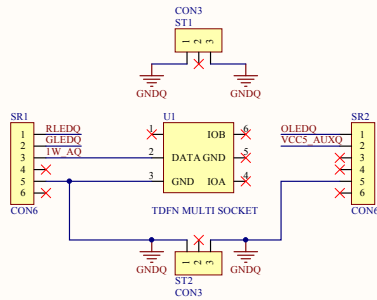 CON3
ST1
1 2 3
GNDQ GNDQ
SR1 U1 SR2
1 RLEDQ 1 IOB 6 OLEDQ 1
2 GLEDQ VCC5_AUXQ 2
3 1W_AQ 2 DATA GND 5 3
4 4
5 3 GND IOA 4 5
6 6
CON6 TDFN MULTI SOCKET CON6
1 2 3
GNDQ GNDQ
ST2
CON3